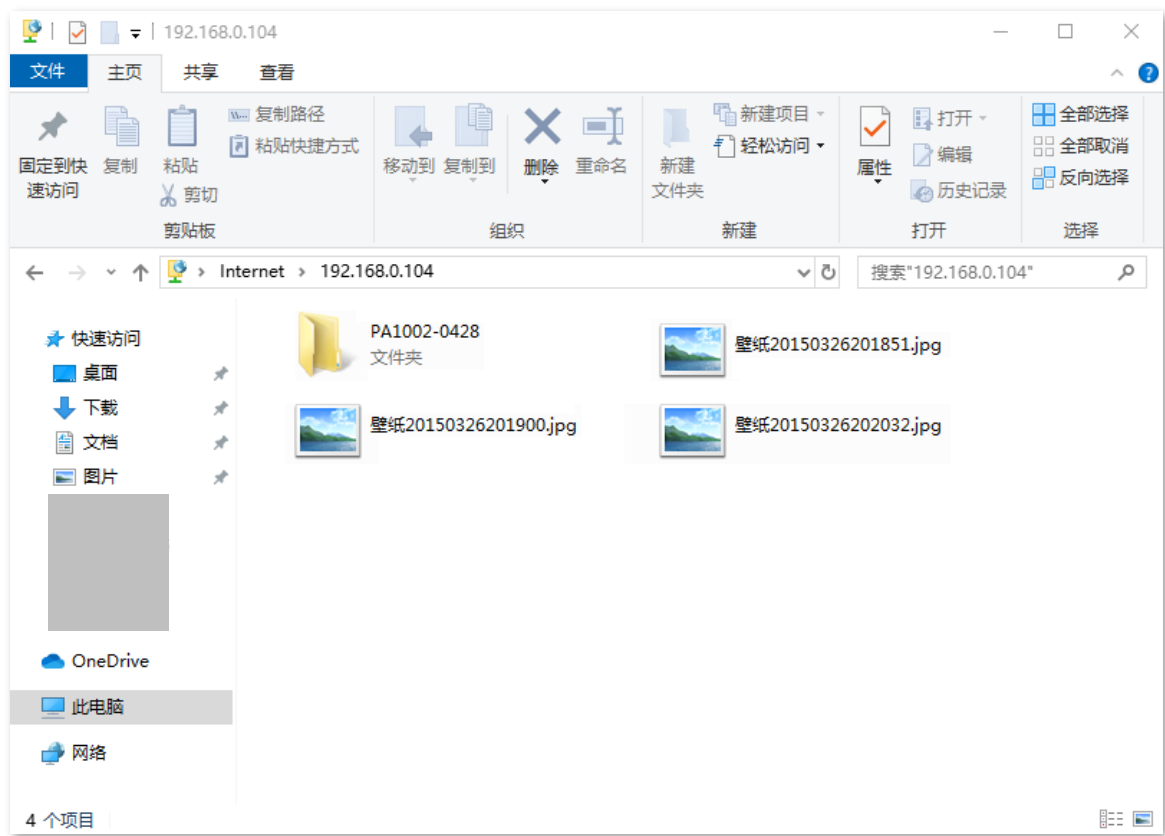 192.168.0.104
文件 主页 共享 查看
固定到快速访问
复制
粘贴
剪切
复制路径
粘贴快捷方式
剪贴板
移动到
复制到
删除
重命名
组织
新建文件夹
新建项目
轻松访问
新建
属性
打开
编辑
历史记录
打开
全部选择
全部取消
反向选择
选择
Internet 192.168.0.104
搜索"192.168.0.104"
快速访问
桌面
下载
文档
图片
OneDrive
此电脑
网络
PA1002-0428
文件夹
壁纸20150326201851.jpg
壁纸20150326201900.jpg
壁纸20150326202032.jpg
4 个项目